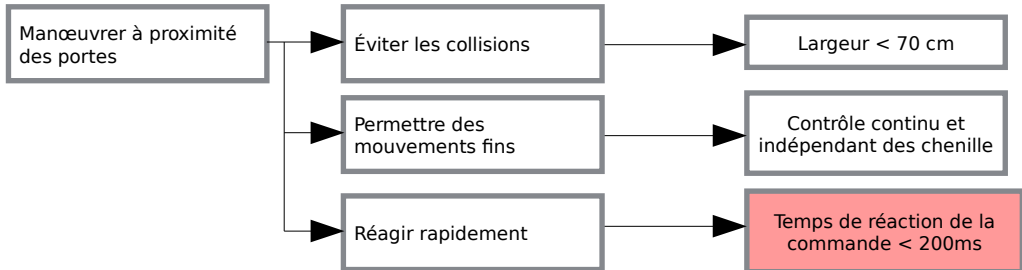 Manœuvrer à proximité
des portes
Éviter les collisions
Largeur < 70 cm
Permettre des
mouvements fins
Contrôle continu et
indépendant des chenille
Réagir rapidement
Temps de réaction de la
commande < 200ms